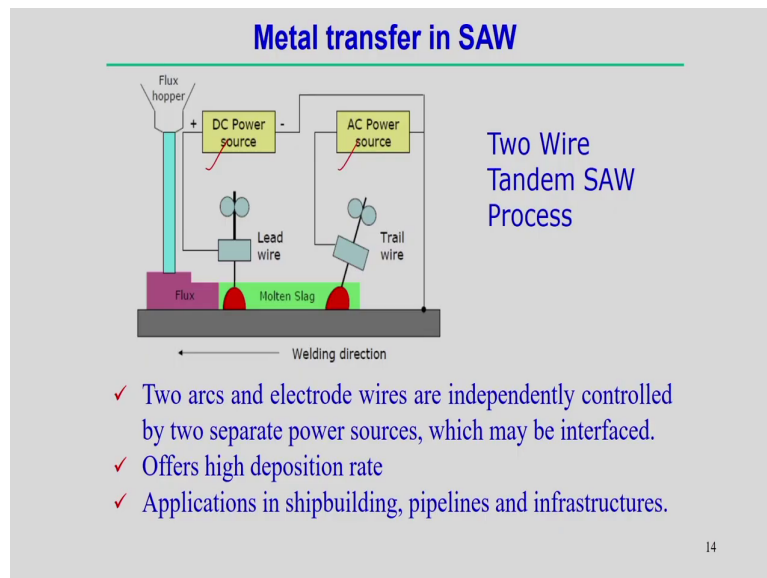 Metal transfer in SAW
Flux
hopper
+
DC Power
source
-
AC Power
source
Two Wire
Tandem SAW
Process
Lead
wire
Trail
wire
Flux
Molten Slag
Welding direction
✓ Two arcs and electrode wires are independently controlled
by two separate power sources, which may be interfaced.
✓ Offers high deposition rate
✓ Applications in shipbuilding, pipelines and infrastructures.
14